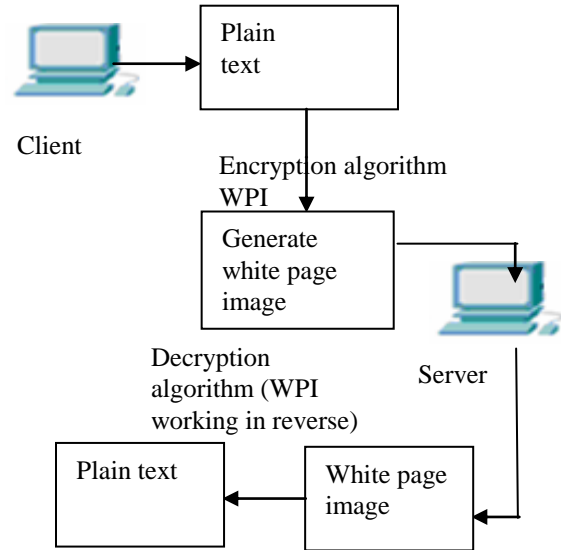 Plain
text
Client
Encryption algorithm
WPI
Generate
white page
image
Server
Decryption
algorithm (WPI
working in reverse)
Plain text
White page
image